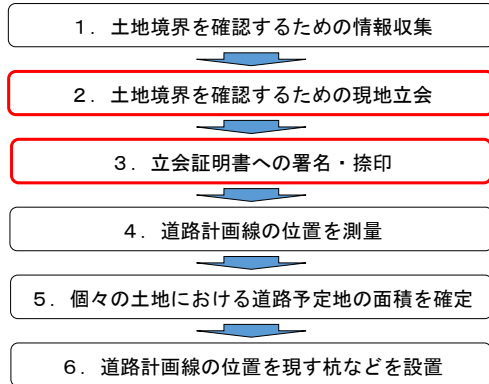 １．土地境界を確認するための情報収集
２．土地境界を確認するための現地立会
３．立会証明書への署名・捺印
４．道路計画線の位置を測量
５．個々の土地における道路予定地の面積を確定
６．道路計画線の位置を現す杭などを設置